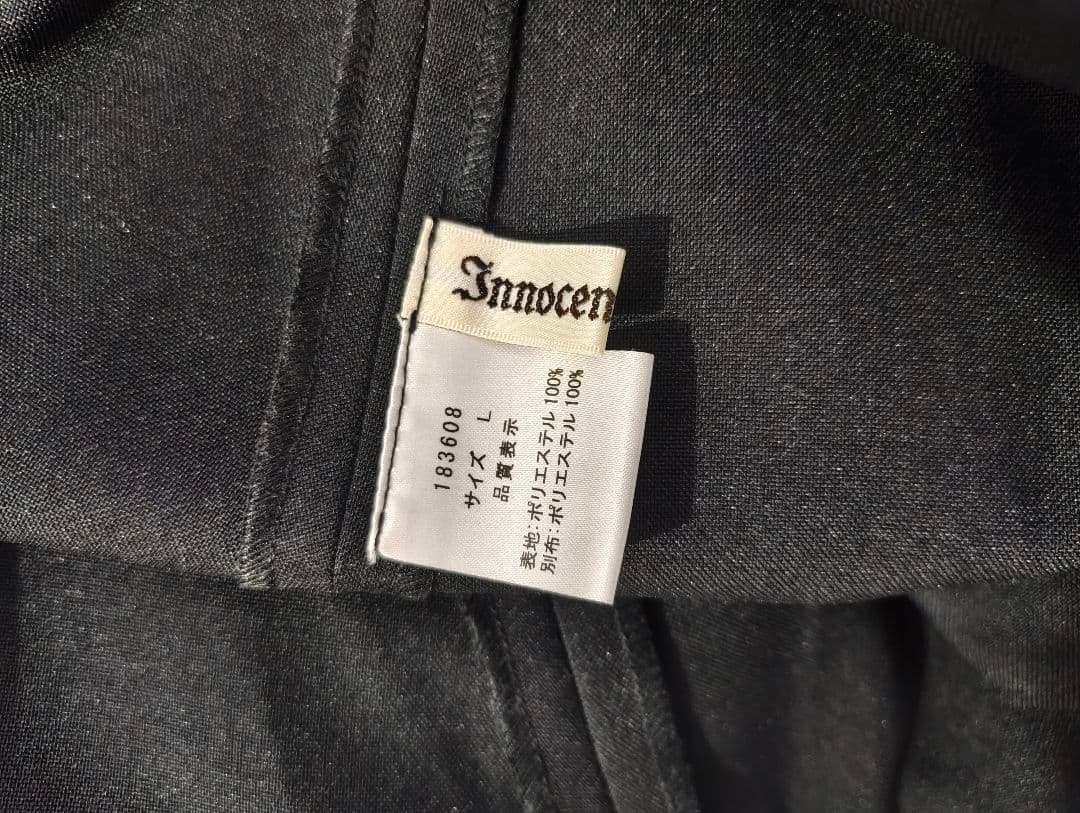 Innocen
183608
サイズ L
品質表示
表地:ポリエステル 100%
別布:ポリエステル 100%